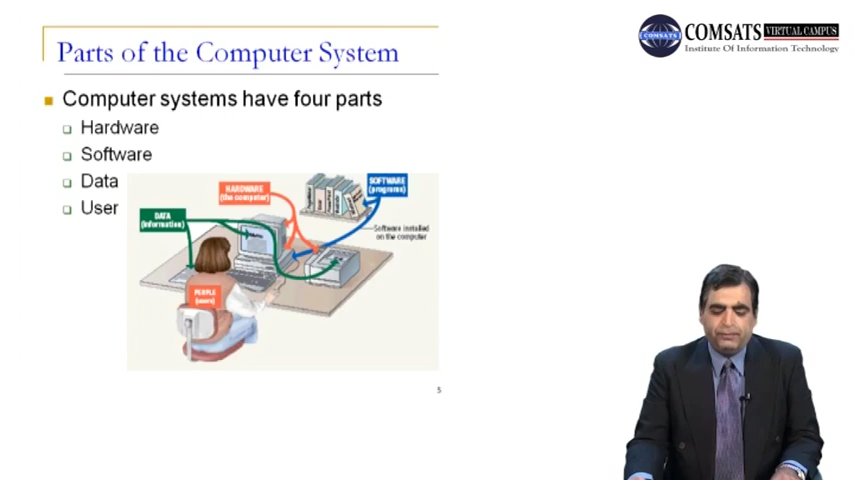 Parts of the Computer System
COMSATS VIRTUAL CAMPUS
Institute Of Information Technology
COMSATS
Computer systems have four parts
Hardware
Software
Data
User
HARDWARE
(the computer)
SOFTWARE
(programs)
DATA
(information)
Software installed
on the computer
PEOPLE
(users)
5